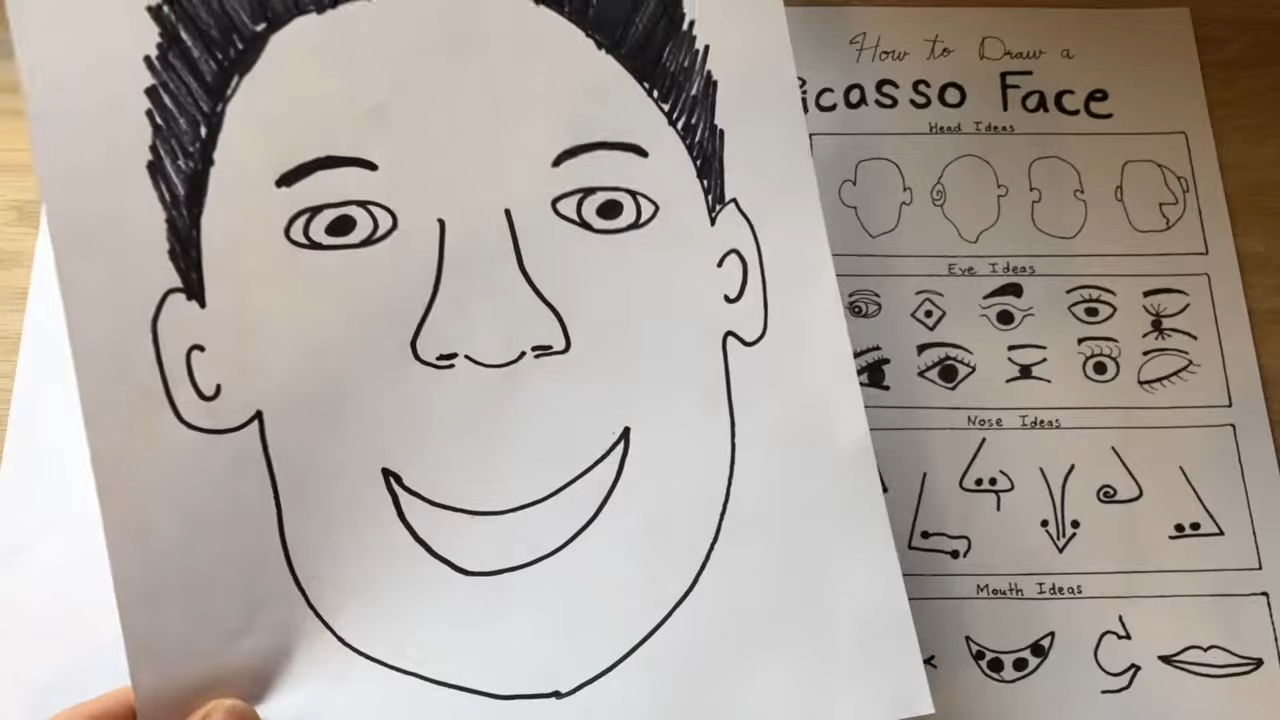 How to Draw a
icasso Face
Head Ideas
Eye Ideas
Nose Ideas
Mouth Ideas